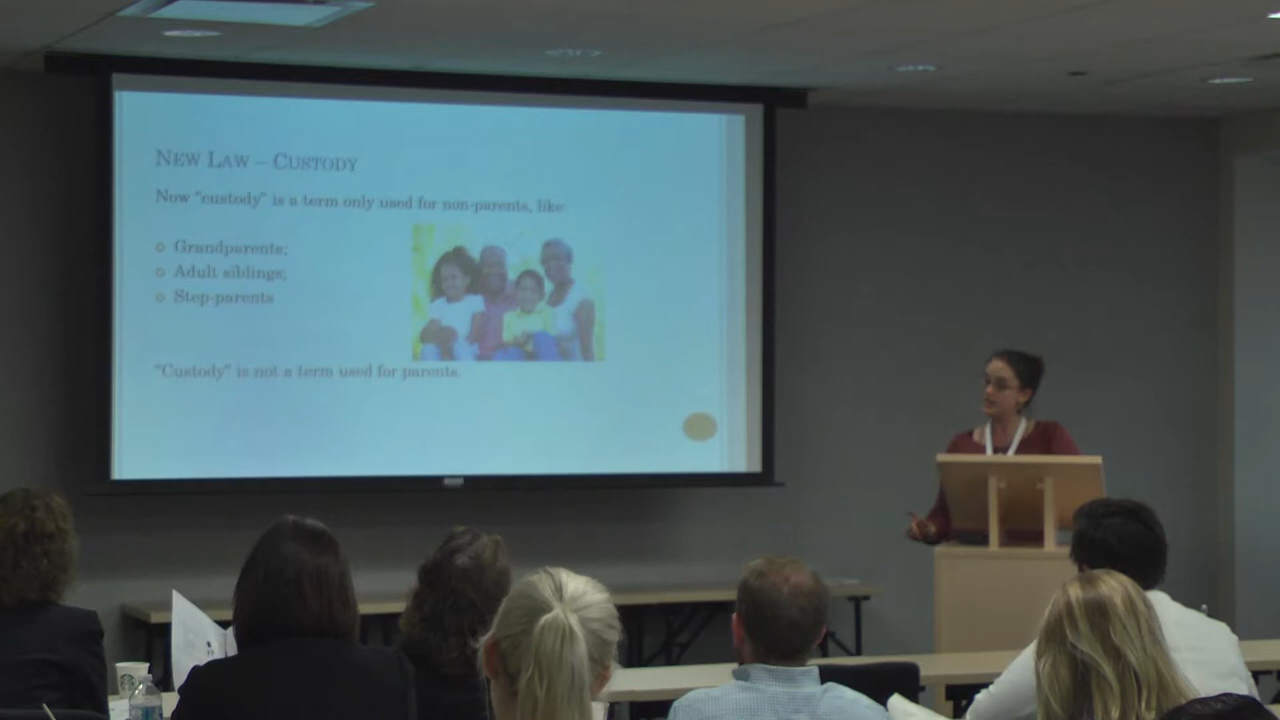 NEW LAW – CUSTODY
Now "custody" is a term only used for non-parents, like:
Grandparents;
Adult siblings;
Step-parents
"Custody" is not a term used for parents.